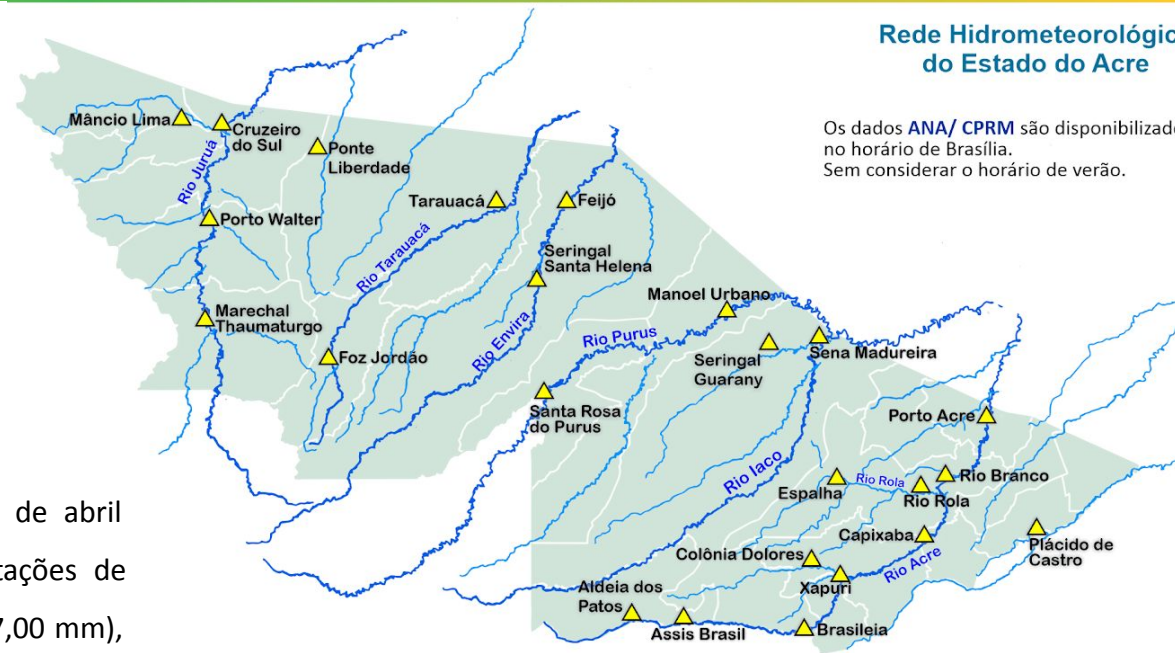 Rede Hidrometeorológic
do Estado do Acre
Os dados ANA/ CPRM são disponibilizado
no horário de Brasília.
Sem considerar o horário de verão.
Mâncio Lima
Cruzeiro
do Sul
Ponte
Liberdade
Rio Juruá
Porto Walter
Tarauacá
Feijó
Rio Tarauacá
Seringal
Santa Helena
Marechal
Thaumaturgo
Foz Jordão
Rio Envira
Manoel Urbano
Rio Purus
Seringal
Guarany
Sena Madureira
Santa Rosa
do Purus
Porto Acre
Rio Iaco
Espalha
Rio Rola
Rio Rola
Rio Branco
Capixaba
Plácido de
Castro
Colônia Dolores
Rio Acre
Xapuri
Aldeia dos
Patos
Assis Brasil
Brasileia
de abril
tações de
7,00 mm),